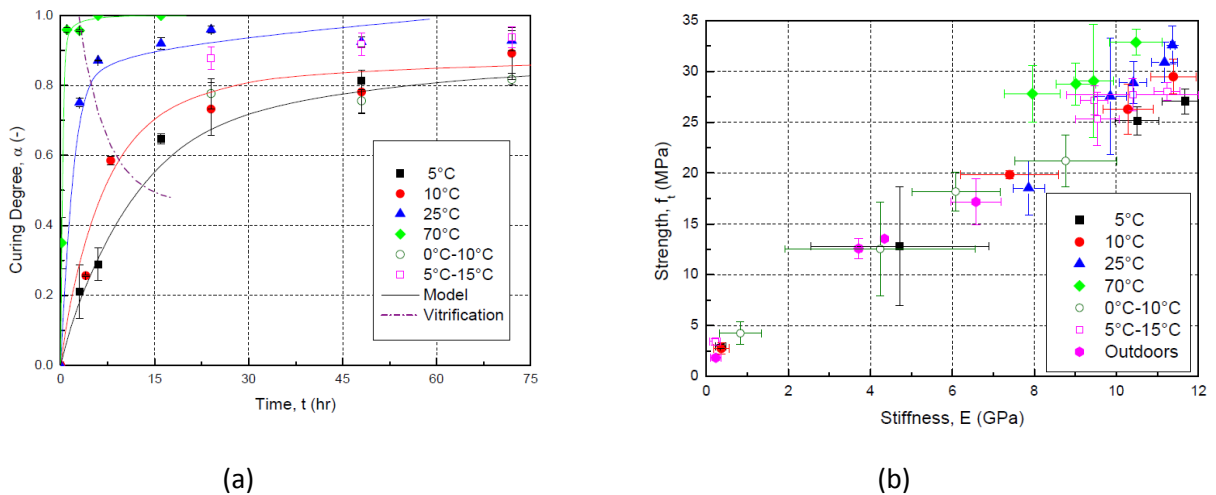 1.0
0.8
0.6
0.4
0.2
0.0
Curing Degree, α (-)
0
15
30
45
60
75
Time, t (hr)
5°C
10°C
25°C
70°C
0°C-10°C
5°C-15°C
Model
Vitrification
(a)
35
30
25
20
15
10
5
0
Strength, f_t (MPa)
0
2
4
6
8
10
12
Stiffness, E (GPa)
5°C
10°C
25°C
70°C
0°C-10°C
5°C-15°C
Outdoors
(b)